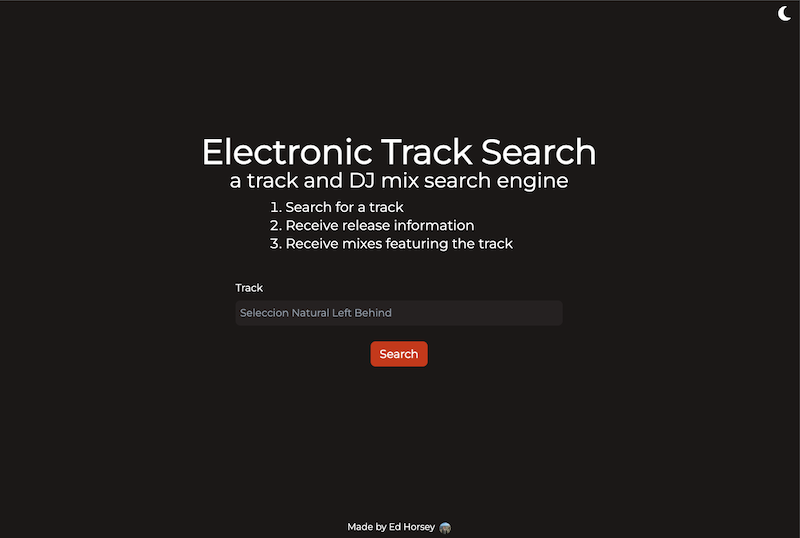 Electronic Track Search
a track and DJ mix search engine
1. Search for a track
2. Receive release information
3. Receive mixes featuring the track
Track
Seleccion Natural Left Behind
Search
Made by Ed Horsey